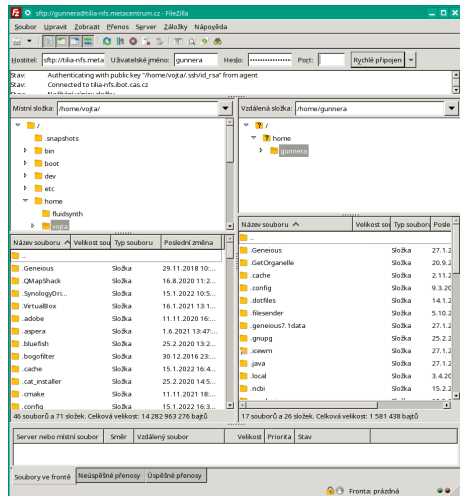 sftp://gunnera@tilia-nfs.metacentrum.cz - FileZilla
Soubor Upravit Zobrazit Přenos Server Záložky Nápověda
Hostitel: sftp://tilia-nfs.meta Uživatelské jméno: gunnera Heslo: •••••••••••••••• Port: Rychlé připojení
Stav: Authenticating with public key "/home/vojta/.ssh/id_rsa" from agent
Stav: Connected to tilia-nfs.ibot.cas.cz
Místní složka: /home/vojta/
/
.snapshots
bin
boot
dev
etc
home
fluidsynth
vojta
Vzdálená složka: /home/gunnera
/
home
gunnera
Název souboru Velikost sou Typ souboru Poslední změna
..
.Geneious Složka 29.11.2018 10:...
.QMapShack Složka 16.8.2020 11:2...
.SynologyDri... Složka 15.1.2022 10:5...
.VirtualBox Složka 16.1.2021 13:1...
.adobe Složka 11.11.2020 16:...
.aspera Složka 1.6.2021 13:47:...
.bluefish Složka 25.2.2020 13:2...
.bogofilter Složka 30.12.2016 23:...
.cache Složka 15.1.2022 16:4...
.cat_installer Složka 25.2.2020 14:5...
.cmake Složka 11.11.2021 18:...
.config Složka 15.1.2022 16:3...
46 souborů a 71 složek. Celková velikost: 14 282 963 276 bajtů
Název souboru Velikost sou Typ soubor Posle
..
.Geneious Složka 27.1.2
.GetOrganelle Složka 20.9.2
.cache Složka 2.11.2
.config Složka 9.3.20
.dotfiles Složka 14.1.2
.filesender Složka 5.10.2
.geneious7.1data Složka 27.1.2
.gnupg Složka 25.2.2
.icewm Složka 27.1.2
.java Složka 27.1.2
.local Složka 3.4.20
.ncbi Složka 15.2.2
17 souborů a 26 složek. Celková velikost: 1 581 438 bajtů
Server nebo místní soubor Směr Vzdálený soubor Velikost Priorita Stav
Soubory ve frontě Neúspěšné přenosy Úspěšné přenosy
Fronta: prázdná